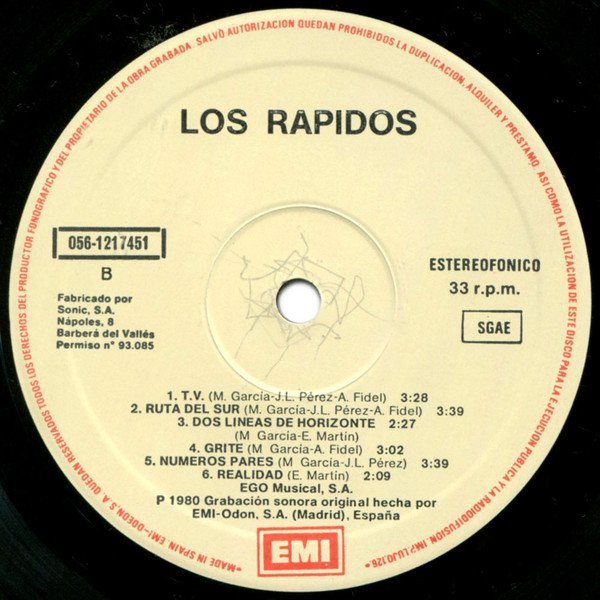 LOS RAPIDOS
056-1217451
B
Fabricado por
Sonic, S.A.
Nápoles, 8
Barberá del Vallés
Permiso n° 93.085
ESTEREOFONICO
33 r.p.m.
SGAE
1. T.V. (M. García-J.L. Pérez-A. Fidel) 3:28
2. RUTA DEL SUR (M. García-J.L. Pérez-A. Fidel) 3:39
3. DOS LINEAS DE HORIZONTE 2:27
(M García-E. Martin)
4. GRITE (M García-A. Fidel) 3:02
5. NUMEROS PARES (M García-J.L. Pérez) 3:39
6. REALIDAD (E. Martin) 2:09
EGO Musical, S.A.
P 1980 Grabación sonora original hecha por
EMI-Odon, S.A. (Madrid), España
EMI
*MADE IN SPAIN. EMI-ODEON, S. A. QUEDAN RESERVADOS TODOS LOS DERECHOS DEL PRODUCTOR FONOGRAFICO Y DEL PROPIETARIO DE LA OBRA GRABADA. SALVO AUTORIZACION QUEDAN PROHIBIDOS LA DUPLICACION, ALQUILER Y PRESTAMO, ASI COMO LA UTILIZACION DE ESTE DISCO PARA LA EJECUCION PUBLICA Y LA RADIODIFUSION.